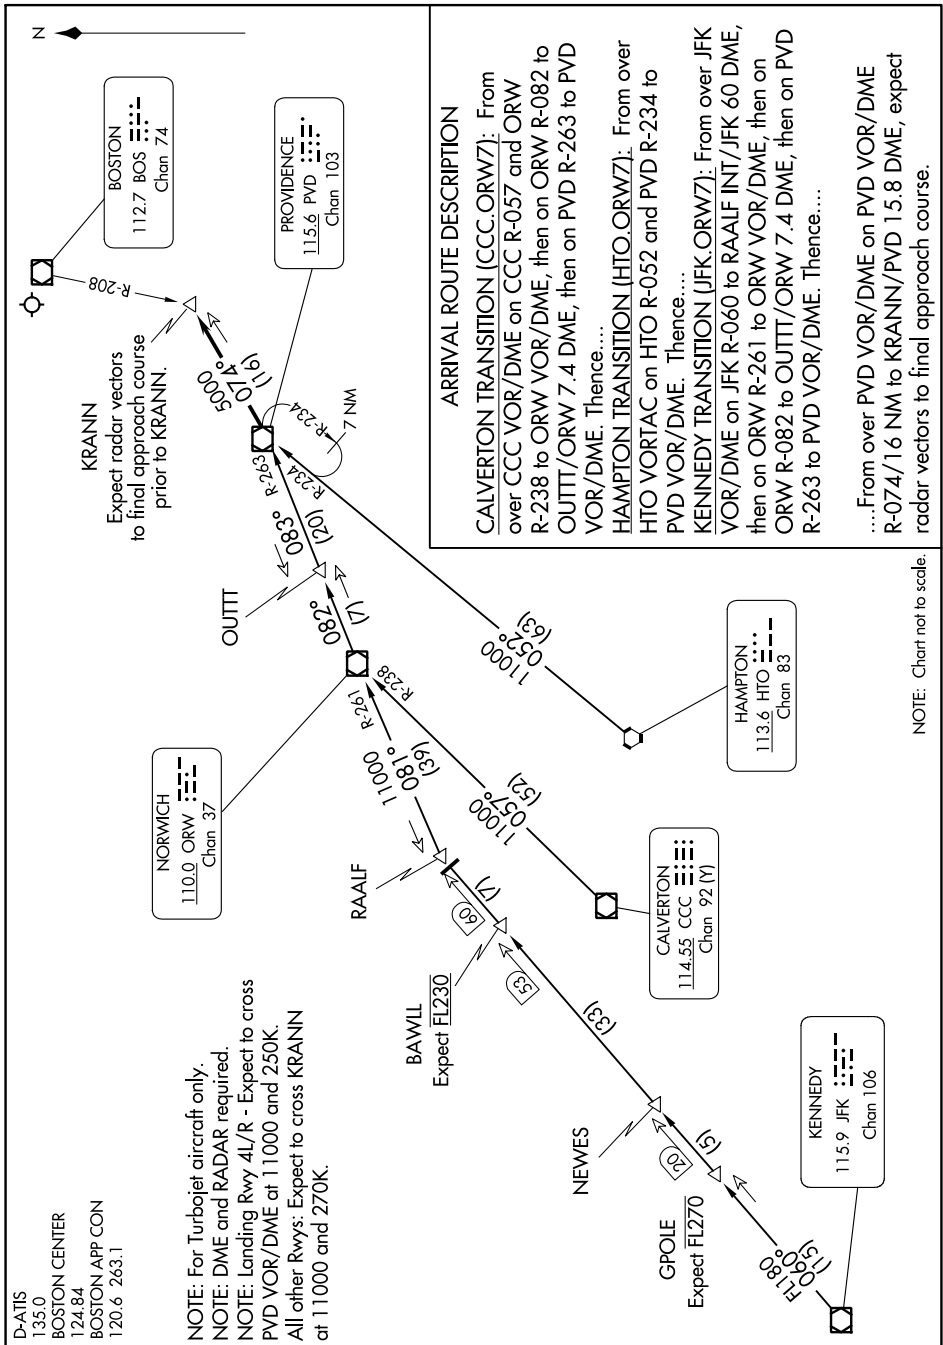 D-ATIS
135.0
BOSTON CENTER
124.84
BOSTON APP CON
120.6 263.1
NOTE: For Turbojet aircraft only.
NOTE: DME and RADAR required.
NOTE: Landing Rwy 4L/R - Expect to cross
PVD VOR/DME at 11000 and 250K.
All other Rwys: Expect to cross KRANN
at 11000 and 270K.
N
BOSTON
112.7 BOS
Chan 74
R-208
KRANN
Expect radar vectors
to final approach course
prior to KRANN.
PROVIDENCE
115.6 PVD
Chan 103
5000
074°
(16)
R-234
7 NM
R-263
R-234
083°
(20)
OUTTT
082°
(7)
NORWICH
110.0 ORW
Chan 37
R-261
R-238
11000
081°
(39)
RAALF
60
(7)
BAWLL
Expect FL230
53
(33)
NEWES
20
(5)
GPOLE
Expect FL270
FL180
060°
(15)
KENNEDY
115.9 JFK
Chan 106
11000
057°
(52)
CALVERTON
114.55 CCC
Chan 92 (Y)
11000
052°
(63)
HAMPTON
113.6 HTO
Chan 83
NOTE: Chart not to scale.
ARRIVAL ROUTE DESCRIPTION
CALVERTON TRANSITION (CCC.ORW7): From
over CCC VOR/DME on CCC R-057 and ORW
R-238 to ORW VOR/DME, then on ORW R-082 to
OUTTT/ORW 7.4 DME, then on PVD R-263 to PVD
VOR/DME. Thence....
HAMPTON TRANSITION (HTO.ORW7): From over
HTO VORTAC on HTO R-052 and PVD R-234 to
PVD VOR/DME. Thence....
KENNEDY TRANSITION (JFK.ORW7): From over JFK
VOR/DME on JFK R-060 to RAALF INT/JFK 60 DME,
then on ORW R-261 to ORW VOR/DME, then on
ORW R-082 to OUTTT/ORW 7.4 DME, then on PVD
R-263 to PVD VOR/DME. Thence....
....From over PVD VOR/DME on PVD VOR/DME
R-074/16 NM to KRANN/PVD 15.8 DME, expect
radar vectors to final approach course.